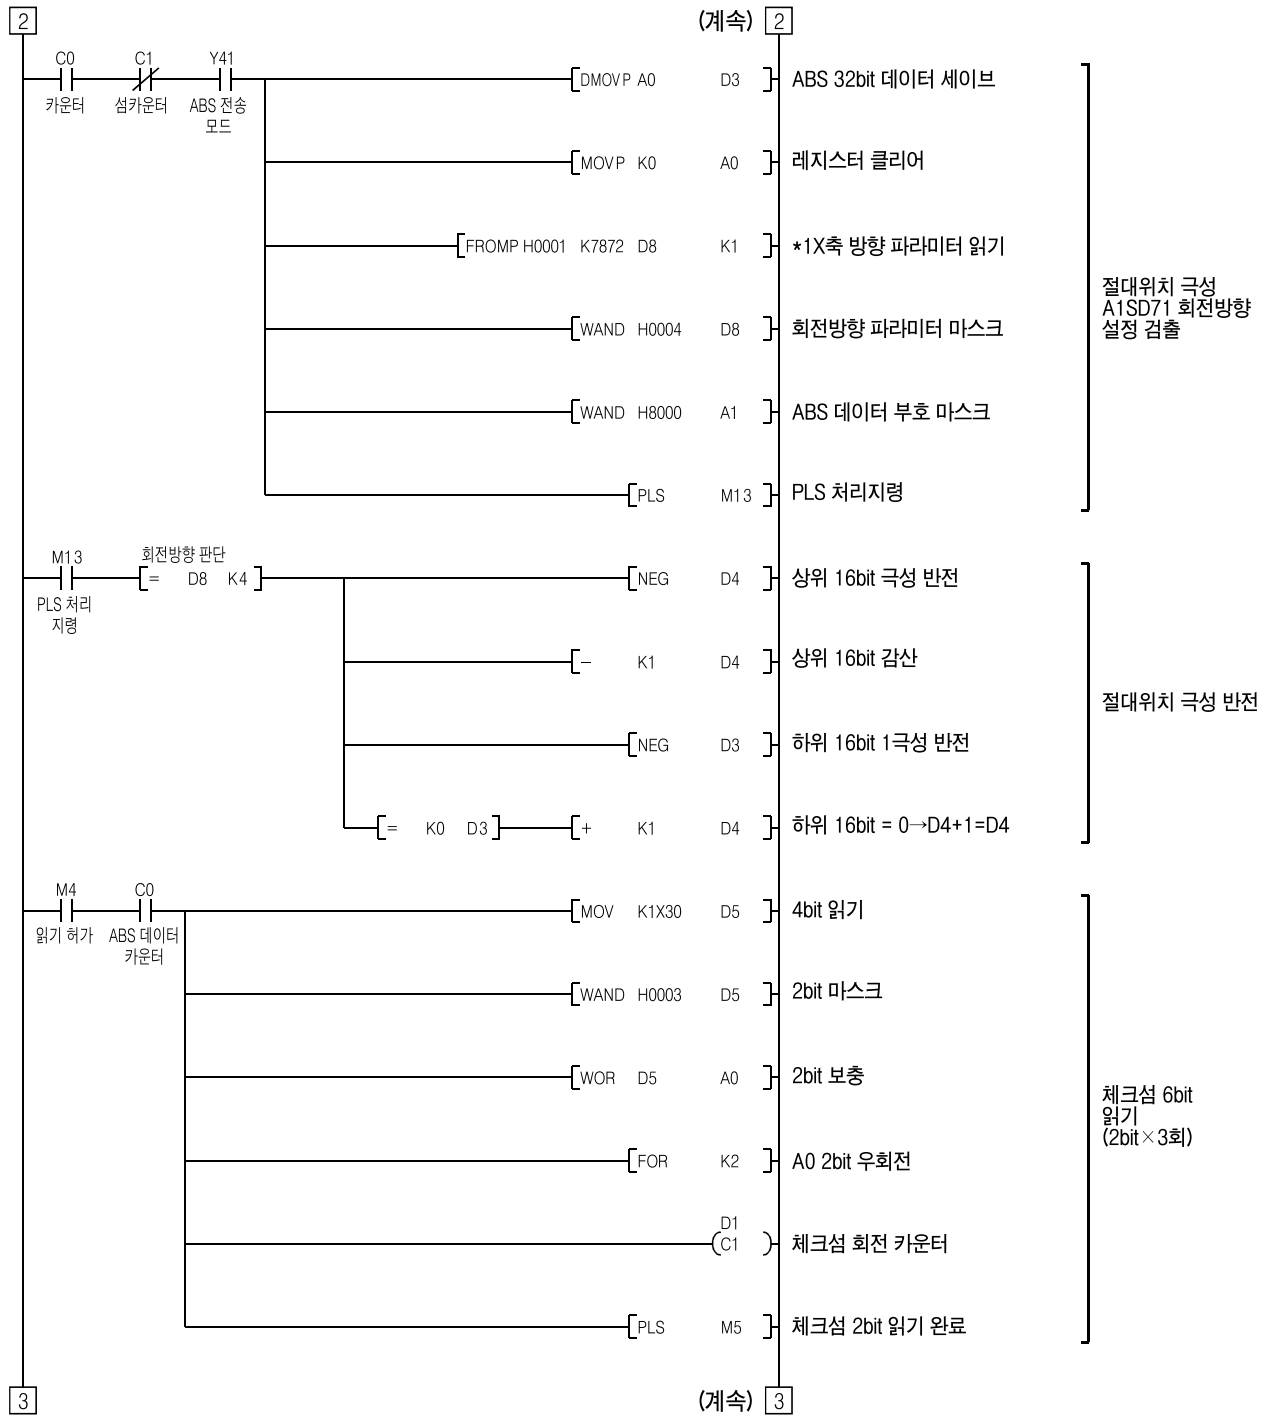 2 (계속) 2
C0 C1 Y41
DMOVP A0 D3 ABS 32bit 데이터 세이브
카운터 섬카운터 ABS 전송
모드
MOVP K0 A0 레지스터 클리어
FROMP H0001 K7872 D8 K1 *1X축 방향 파라미터 읽기
절대위치 극성
A1SD71 회전방향
설정 검출
WAND H0004 D8 회전방향 파라미터 마스크
WAND H8000 A1 ABS 데이터 부호 마스크
PLS M13 PLS 처리지령
M13 회전방향 판단
= D8 K4 NEG D4 상위 16bit 극성 반전
PLS 처리
지령
- K1 D4 상위 16bit 감산
절대위치 극성 반전
NEG D3 하위 16bit 1극성 반전
= K0 D3 + K1 D4 하위 16bit = 0→D4+1=D4
M4 C0
MOV K1X30 D5 4bit 읽기
읽기 허가 ABS 데이터
카운터
WAND H0003 D5 2bit 마스크
WOR D5 A0 2bit 보충
체크섬 6bit
읽기
(2bit×3회)
FOR K2 A0 2bit 우회전
D1
C1 체크섬 회전 카운터
PLS M5 체크섬 2bit 읽기 완료
3 (계속) 3